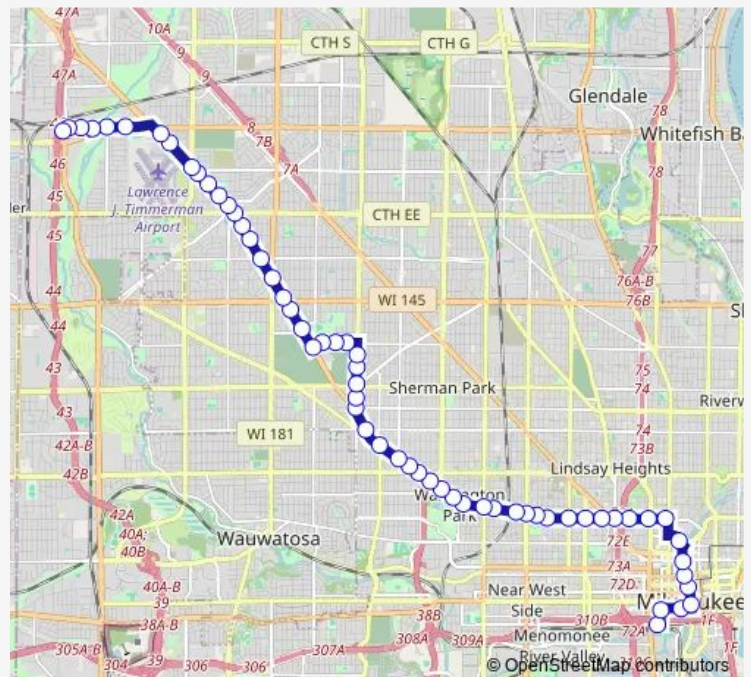 47A
10A
CTH S
CTH G
9
47A
9
Glendale
78
8
7B
Whitefish B
46
7A
78
Lawrence
J. Timmerman
Airport
45
CTH EE
45
77
76A-B
44
WI 145
76B
44
43
75
Sherman Park
74
43
WI 181
74
42A-B
73B
42B
Lindsay Heights
Park
42A
40A;
40B
Wauwatosa
72E
73A
40A-B
Near West
72D
39
Side
38B
310B
1F
38A-B
308A
309A
Menomonee
72A
305A-B
307A
River Valley
1F
304
39
306
306
© OpenStreetMap contributors